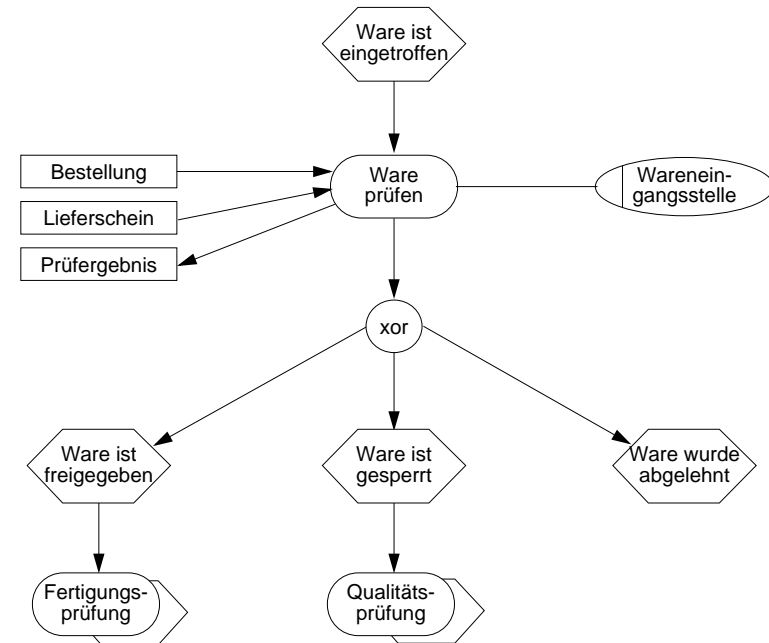 Ware ist
eingetroffen
Bestellung
Ware
prüfen
Wareneingangsstelle
Lieferschein
Prüfergebnis
xor
Ware ist
freigegeben
Ware ist
gesperrt
Ware wurde
abgelehnt
Fertigungs-
prüfung
Qualitäts-
prüfung